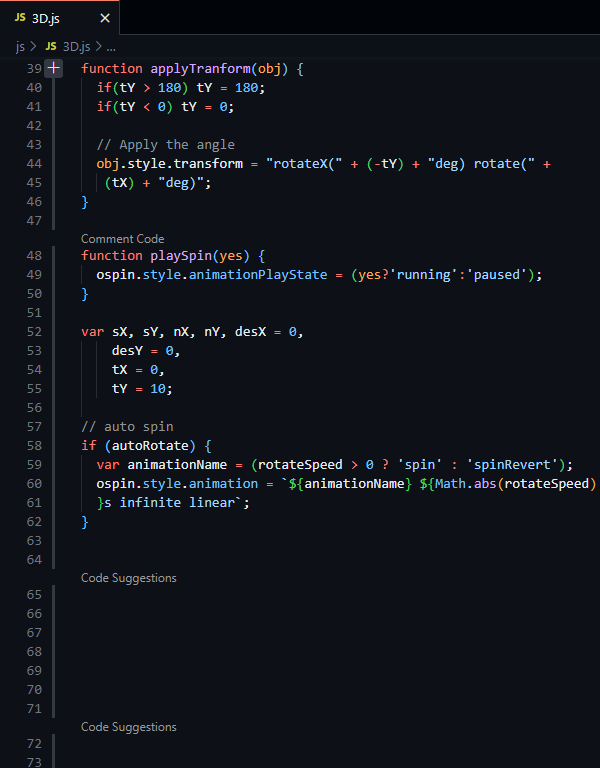 JS 3D.js ×
js > JS 3D.js > ...
39 + function applyTranform(obj) {
40 if(tY > 180) tY = 180;
41 if(tY < 0) tY = 0;
42
43 // Apply the angle
44 obj.style.transform = "rotateX(" + (-tY) + "deg) rotate(" +
45 (tX) + "deg)";
46 }
47
Comment Code
48 function playSpin(yes) {
49 ospin.style.animationPlayState = (yes?'running':'paused');
50 }
51
52 var sX, sY, nX, nY, desX = 0,
53 desY = 0,
54 tX = 0,
55 tY = 10;
56
57 // auto spin
58 if (autoRotate) {
59 var animationName = (rotateSpeed > 0 ? 'spin' : 'spinRevert');
60 ospin.style.animation = `${animationName} ${Math.abs(rotateSpeed)
61 }s infinite linear`;
62 }
63
64
Code Suggestions
65
66
67
68
69
70
71
Code Suggestions
72
73